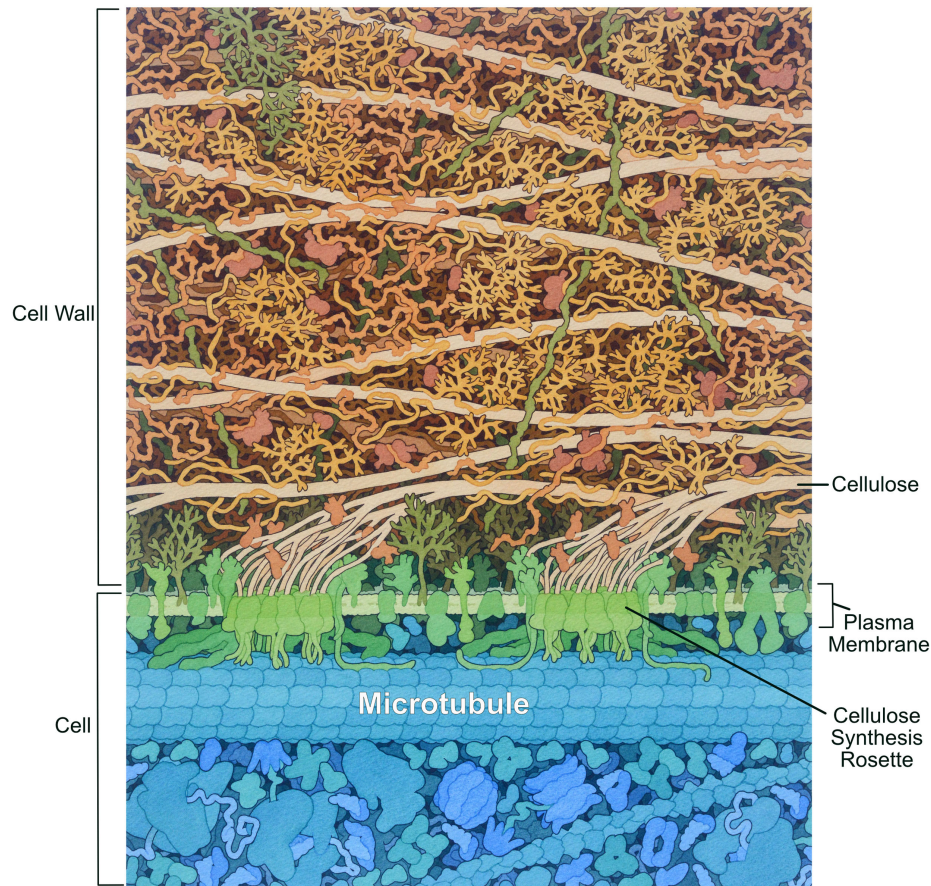 Cell Wall
Cellulose
Plasma
Membrane
Microtubule
Cell
Cellulose
Synthesis
Rosette